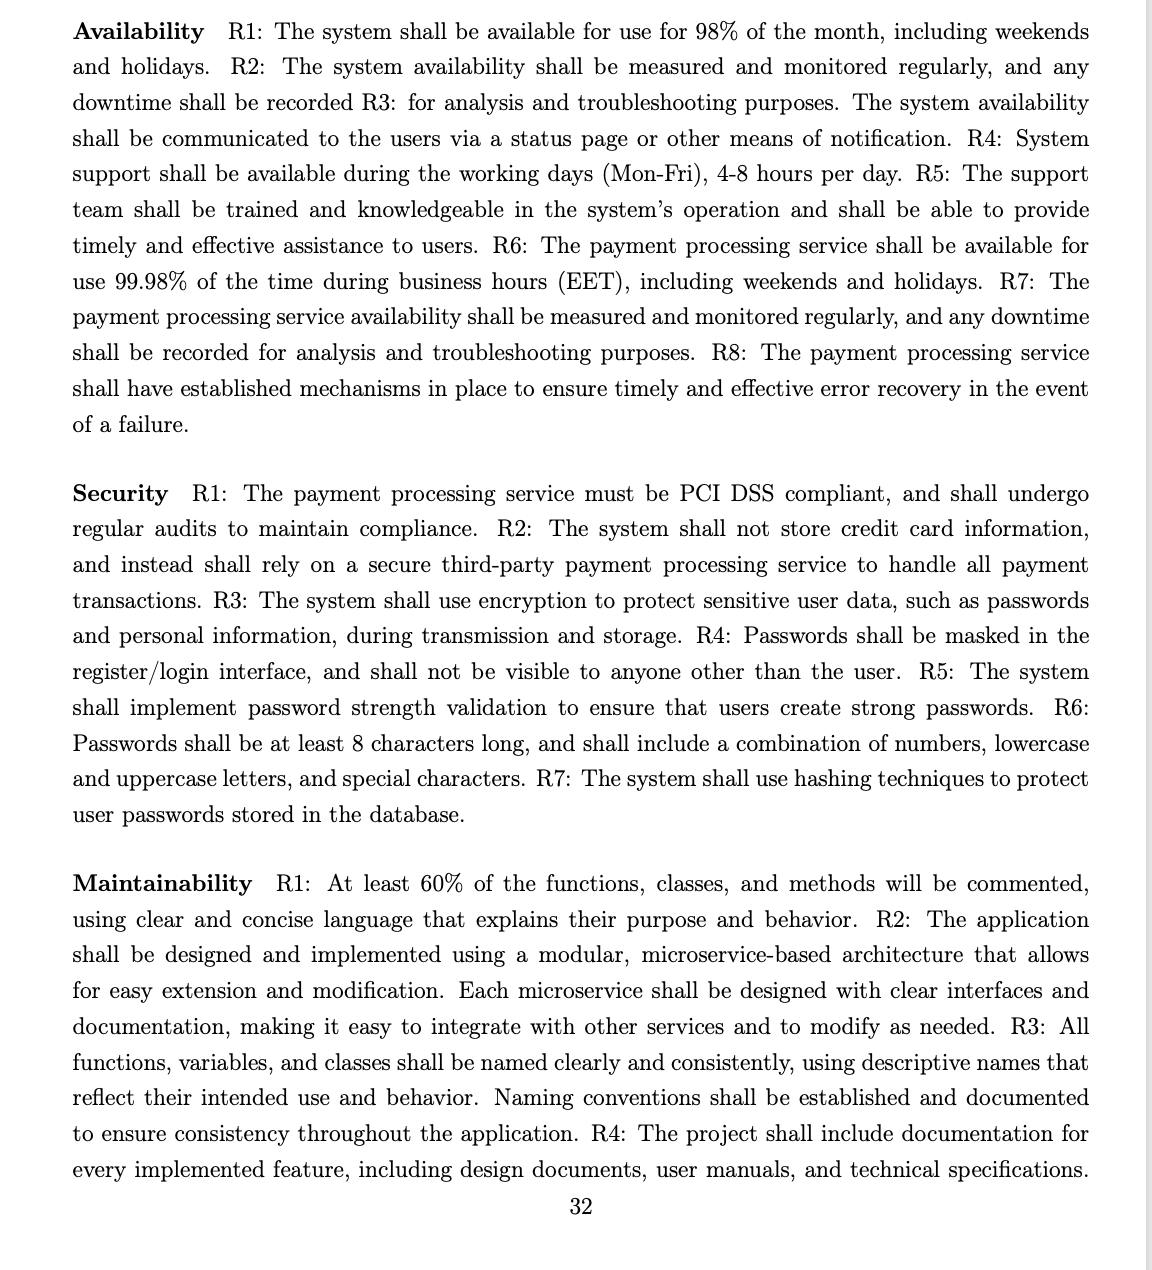 Availability R1: The system shall be available for use for 98% of the month, including weekends
and holidays. R2: The system availability shall be measured and monitored regularly, and any
downtime shall be recorded R3: for analysis and troubleshooting purposes. The system availability
shall be communicated to the users via a status page or other means of notification. R4: System
support shall be available during the working days (Mon-Fri), 4-8 hours per day. R5: The support
team shall be trained and knowledgeable in the system's operation and shall be able to provide
timely and effective assistance to users. R6: The payment processing service shall be available for
use 99.98% of the time during business hours (EET), including weekends and holidays. R7: The
payment processing service availability shall be measured and monitored regularly, and any downtime
shall be recorded for analysis and troubleshooting purposes. R8: The payment processing service
shall have established mechanisms in place to ensure timely and effective error recovery in the event
of a failure.
Security R1: The payment processing service must be PCI DSS compliant, and shall undergo
regular audits to maintain compliance. R2: The system shall not store credit card information,
and instead shall rely on a secure third-party payment processing service to handle all payment
transactions. R3: The system shall use encryption to protect sensitive user data, such as passwords
and personal information, during transmission and storage. R4: Passwords shall be masked in the
register/login interface, and shall not be visible to anyone other than the user. R5: The system
shall implement password strength validation to ensure that users create strong passwords. R6:
Passwords shall be at least 8 characters long, and shall include a combination of numbers, lowercase
and uppercase letters, and special characters. R7: The system shall use hashing techniques to protect
user passwords stored in the database.
Maintainability R1: At least 60% of the functions, classes, and methods will be commented,
using clear and concise language that explains their purpose and behavior. R2: The application
shall be designed and implemented using a modular, microservice-based architecture that allows
for easy extension and modification. Each microservice shall be designed with clear interfaces and
documentation, making it easy to integrate with other services and to modify as needed. R3: All
functions, variables, and classes shall be named clearly and consistently, using descriptive names that
reflect their intended use and behavior. Naming conventions shall be established and documented
to ensure consistency throughout the application. R4: The project shall include documentation for
every implemented feature, including design documents, user manuals, and technical specifications.
32